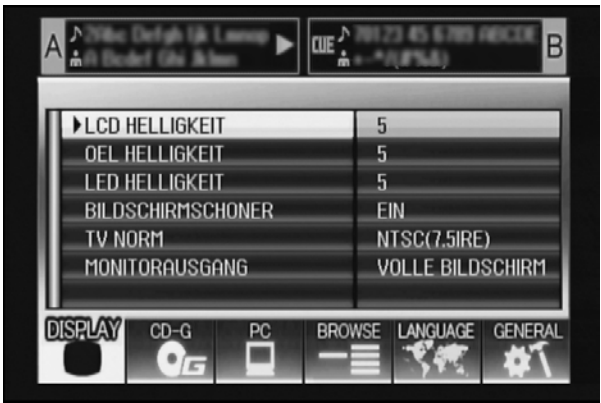 A
B
CUE
LCD HELLIGKEIT 5
OEL HELLIGKEIT 5
LED HELLIGKEIT 5
BILDSCHIRMSCHONER EIN
TV NORM NTSC(7.5IRE)
MONITORAUSGANG VOLLE BILDSCHIRM
DISPLAY CD-G PC BROWSE LANGUAGE GENERAL
G